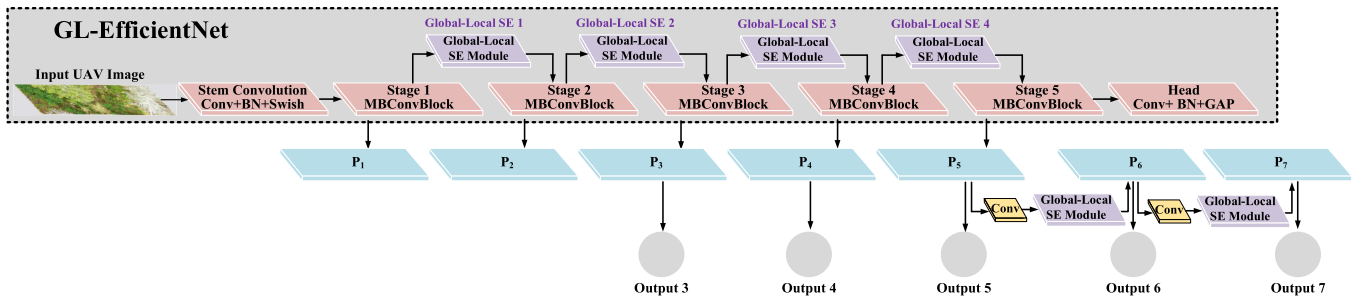 GL-EfficientNet
Global-Local SE 1
Global-Local SE 2
Global-Local SE 3
Global-Local SE 4
Global-Local
SE Module
Global-Local
SE Module
Global-Local
SE Module
Global-Local
SE Module
Input UAV Image
Stem Convolution
Conv+BN+Swish
Stage 1
MBConvBlock
Stage 2
MBConvBlock
Stage 3
MBConvBlock
Stage 4
MBConvBlock
Stage 5
MBConvBlock
Head
Conv+ BN+GAP
P1
P2
P3
P4
P5
P6
P7
Conv
Global-Local
SE Module
Conv
Global-Local
SE Module
Output 3
Output 4
Output 5
Output 6
Output 7